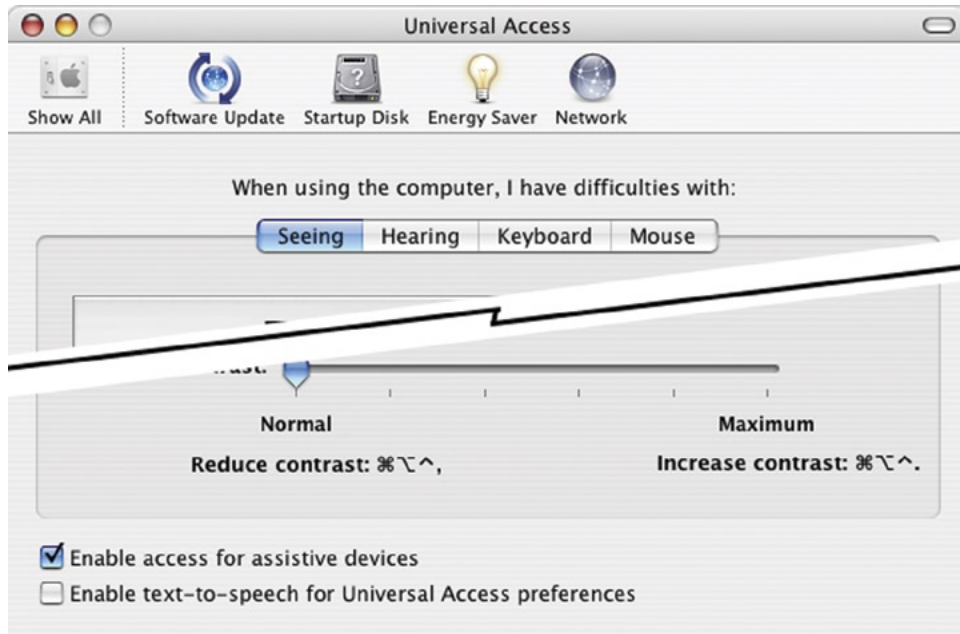 Universal Access
Show All Software Update Startup Disk Energy Saver Network
When using the computer, I have difficulties with:
Seeing Hearing Keyboard Mouse
Normal Maximum
Reduce contrast: ⌘⌥^, Increase contrast: ⌘⌥^.
Enable access for assistive devices
Enable text-to-speech for Universal Access preferences